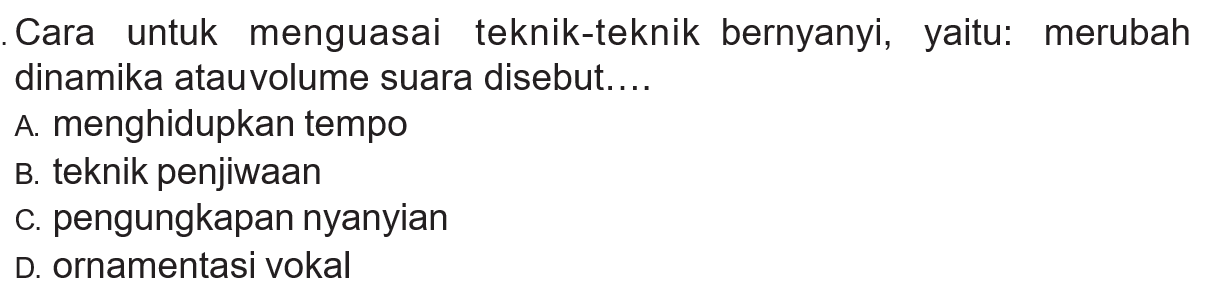 . Cara untuk menguasai teknik-teknik bernyanyi, yaitu: merubah
dinamika atauvolume suara disebut....
A. menghidupkan tempo
B. teknik penjiwaan
C. pengungkapan nyanyian
D. ornamentasi vokal